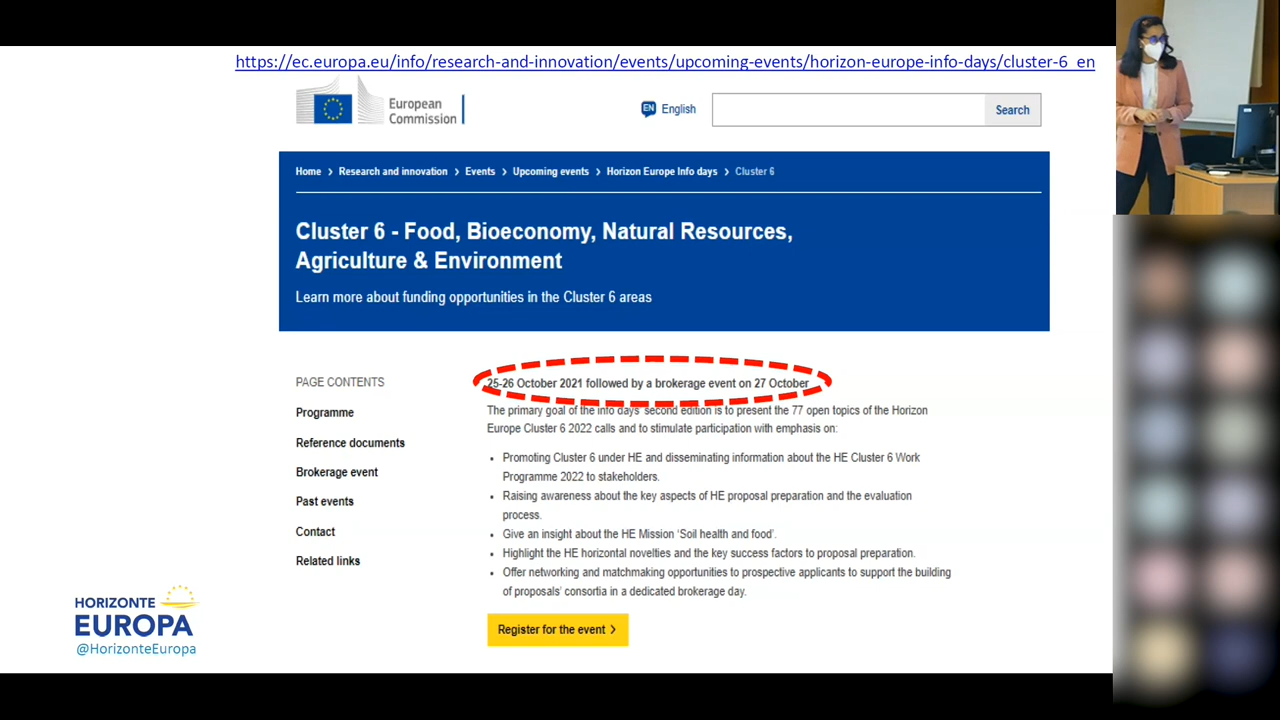 https://ec.europa.eu/info/research-and-innovation/events/upcoming-events/horizon-europe-info-days/cluster-6_en
European
Commission
EN English
Search
Home > Research and innovation > Events > Upcoming events > Horizon Europe Info days > Cluster 6
Cluster 6 - Food, Bioeconomy, Natural Resources,
Agriculture & Environment
Learn more about funding opportunities in the Cluster 6 areas
PAGE CONTENTS
Programme
Reference documents
Brokerage event
Past events
Contact
Related links
25-26 October 2021 followed by a brokerage event on 27 October
The primary goal of the info days' second edition is to present the 77 open topics of the Horizon
Europe Cluster 6 2022 calls and to stimulate participation with emphasis on:
• Promoting Cluster 6 under HE and disseminating information about the HE Cluster 6 Work
Programme 2022 to stakeholders.
• Raising awareness about the key aspects of HE proposal preparation and the evaluation
process.
• Give an insight about the HE Mission 'Soil health and food'.
• Highlight the HE horizontal novelties and the key success factors to proposal preparation.
• Offer networking and matchmaking opportunities to prospective applicants to support the building
of proposals' consortia in a dedicated brokerage day.
Register for the event >
HORIZONTE
EUROPA
@HorizonteEuropa